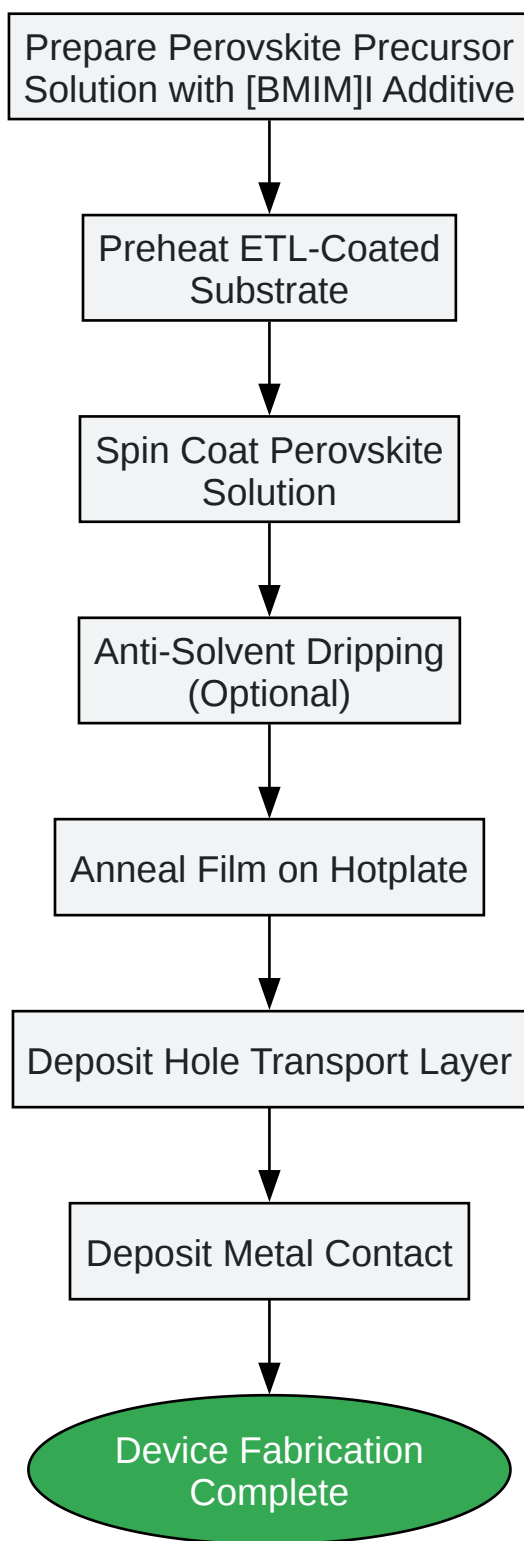 Prepare Perovskite Precursor
Solution with [BMIM]I Additive
Preheat ETL-Coated
Substrate
Spin Coat Perovskite
Solution
Anti-Solvent Dripping
(Optional)
Anneal Film on Hotplate
Deposit Hole Transport Layer
Deposit Metal Contact
Device Fabrication
Complete